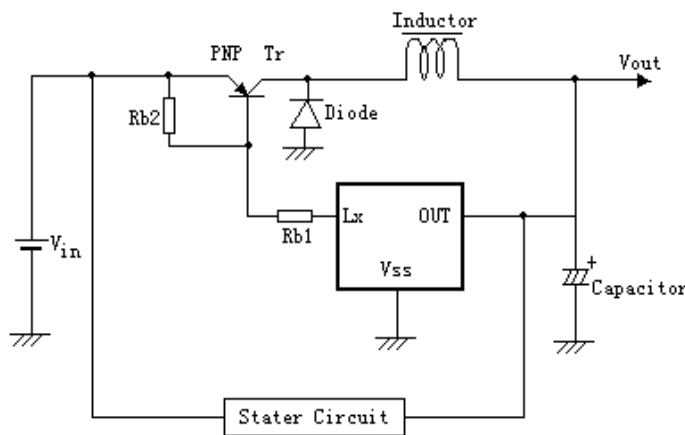 Inductor
PNP Tr
Vout
Rb2
Diode
Lx OUT
Rb1
Vin
Vss
+
Capacitor
Stater Circuit